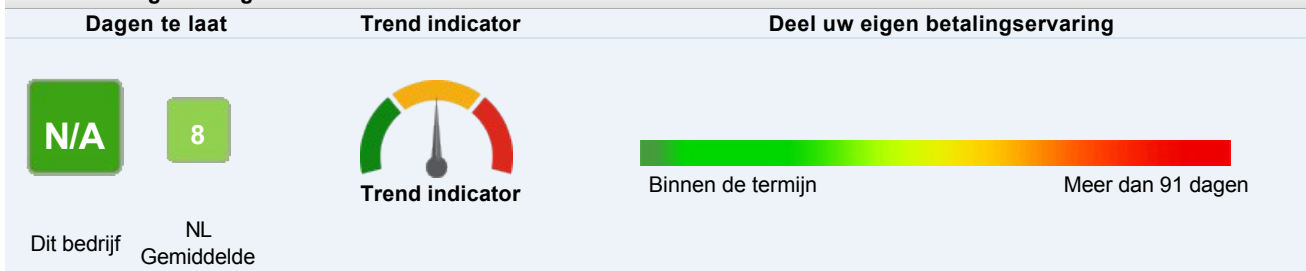 Dagen te laat
Trend indicator
Deel uw eigen betalingservaring
N/A
8
Trend indicator
Binnen de termijn
Meer dan 91 dagen
Dit bedrijf
NL
Gemiddelde